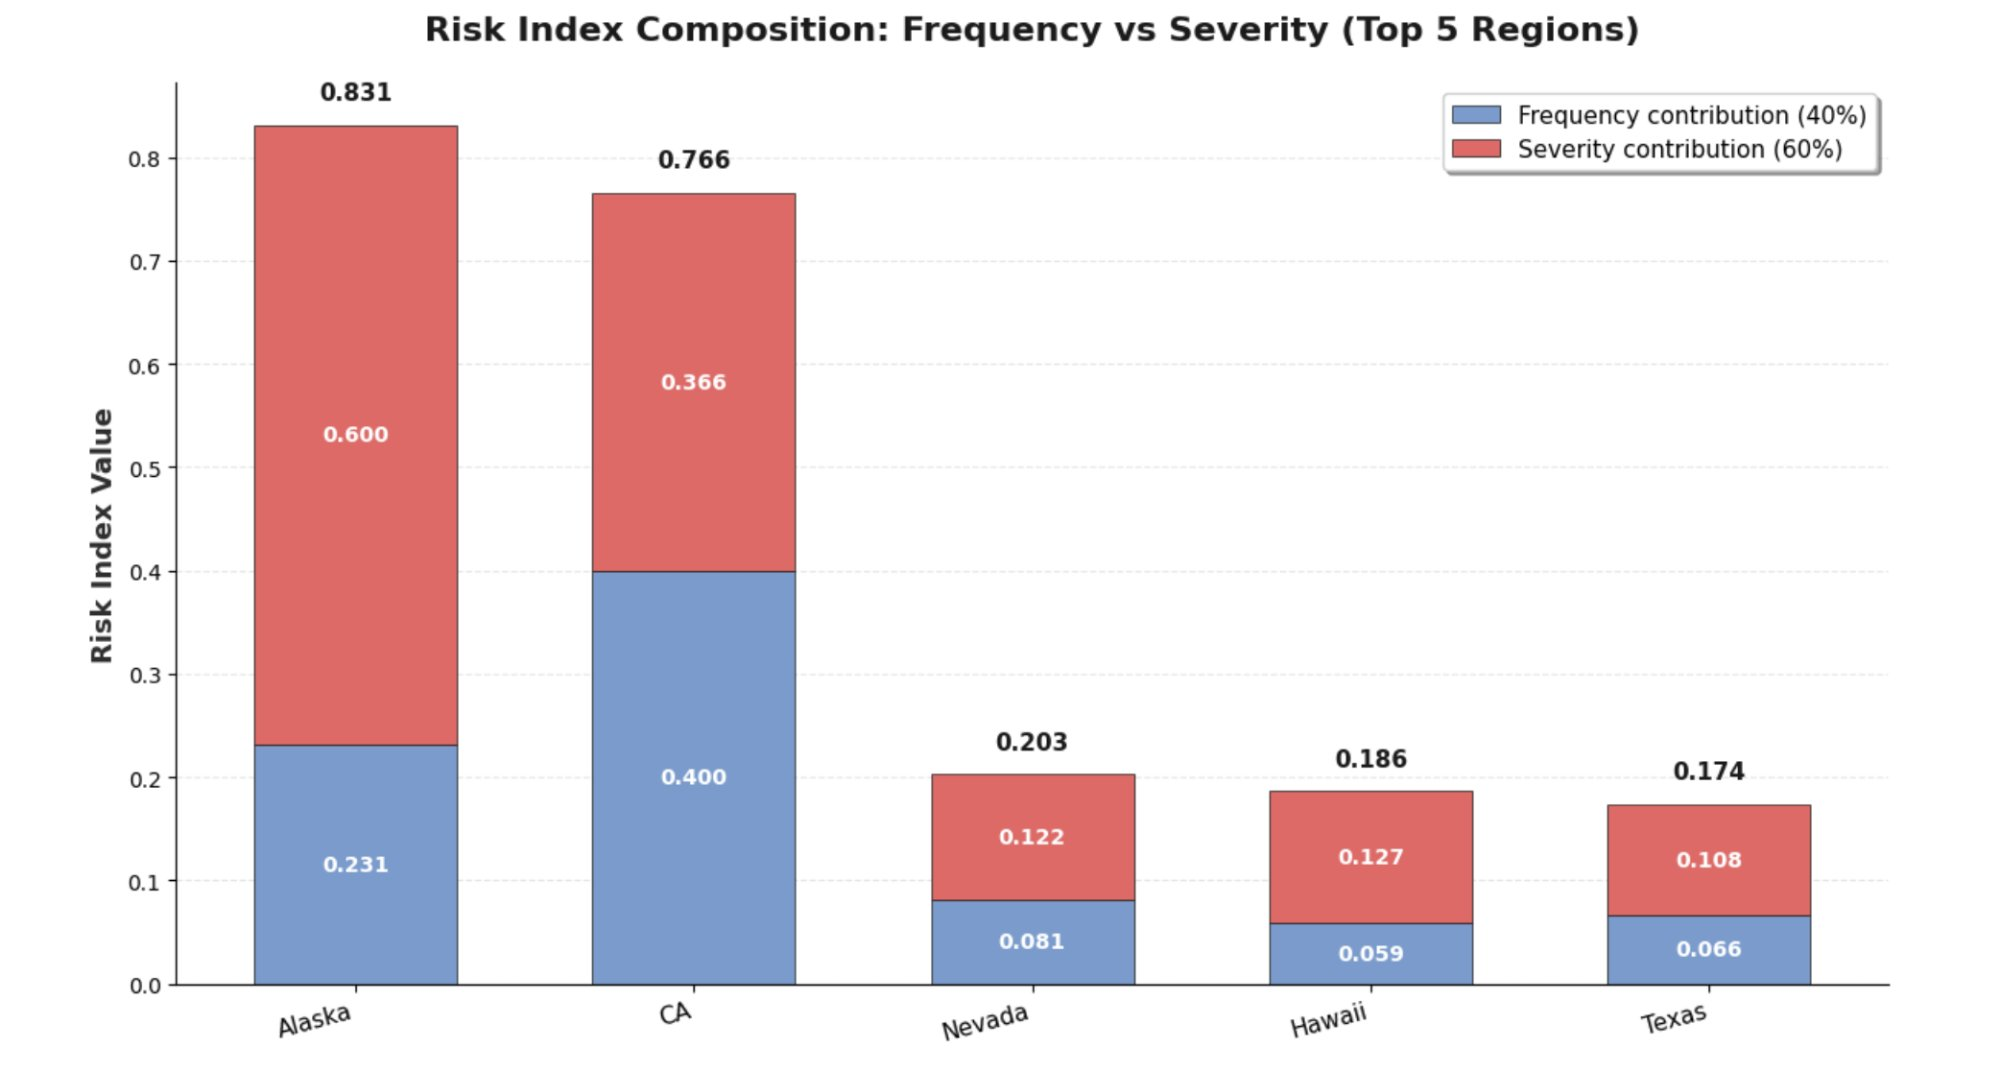 Risk Index Composition: Frequency vs Severity (Top 5 Regions)
Frequency contribution (40%)
Severity contribution (60%)
Risk Index Value
0.8
0.7
0.6
0.5
0.4
0.3
0.2
0.1
0.0
0.831
0.600
0.231
0.766
0.366
0.400
0.203
0.122
0.081
0.186
0.127
0.059
0.174
0.108
0.066
Alaska
CA
Nevada
Hawaii
Texas